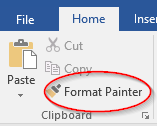 File Home Inser
Cut
Copy
Paste
Format Painter
Clipboard